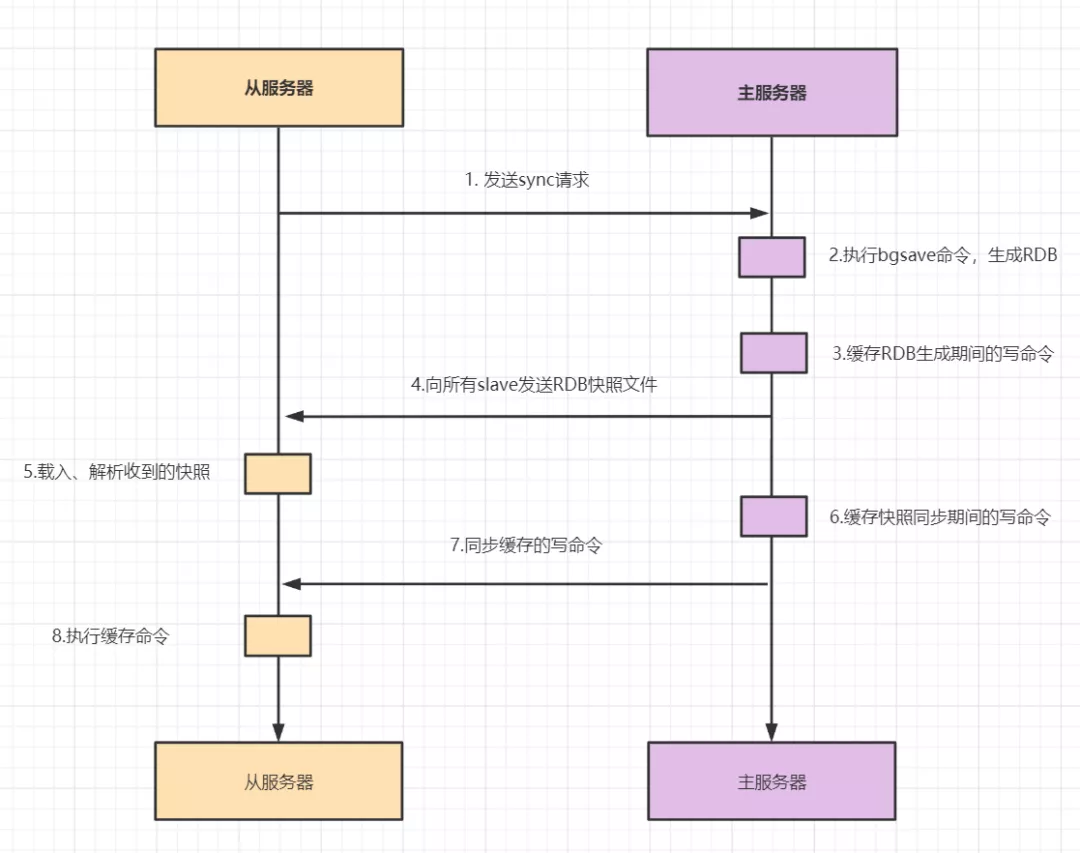 从服务器
主服务器
1. 发送sync请求
2.执行bgsave命令，生成RDB
3.缓存RDB生成期间的写命令
4.向所有slave发送RDB快照文件
5.载入、解析收到的快照
6.缓存快照同步期间的写命令
7.同步缓存的写命令
8.执行缓存命令
从服务器
主服务器